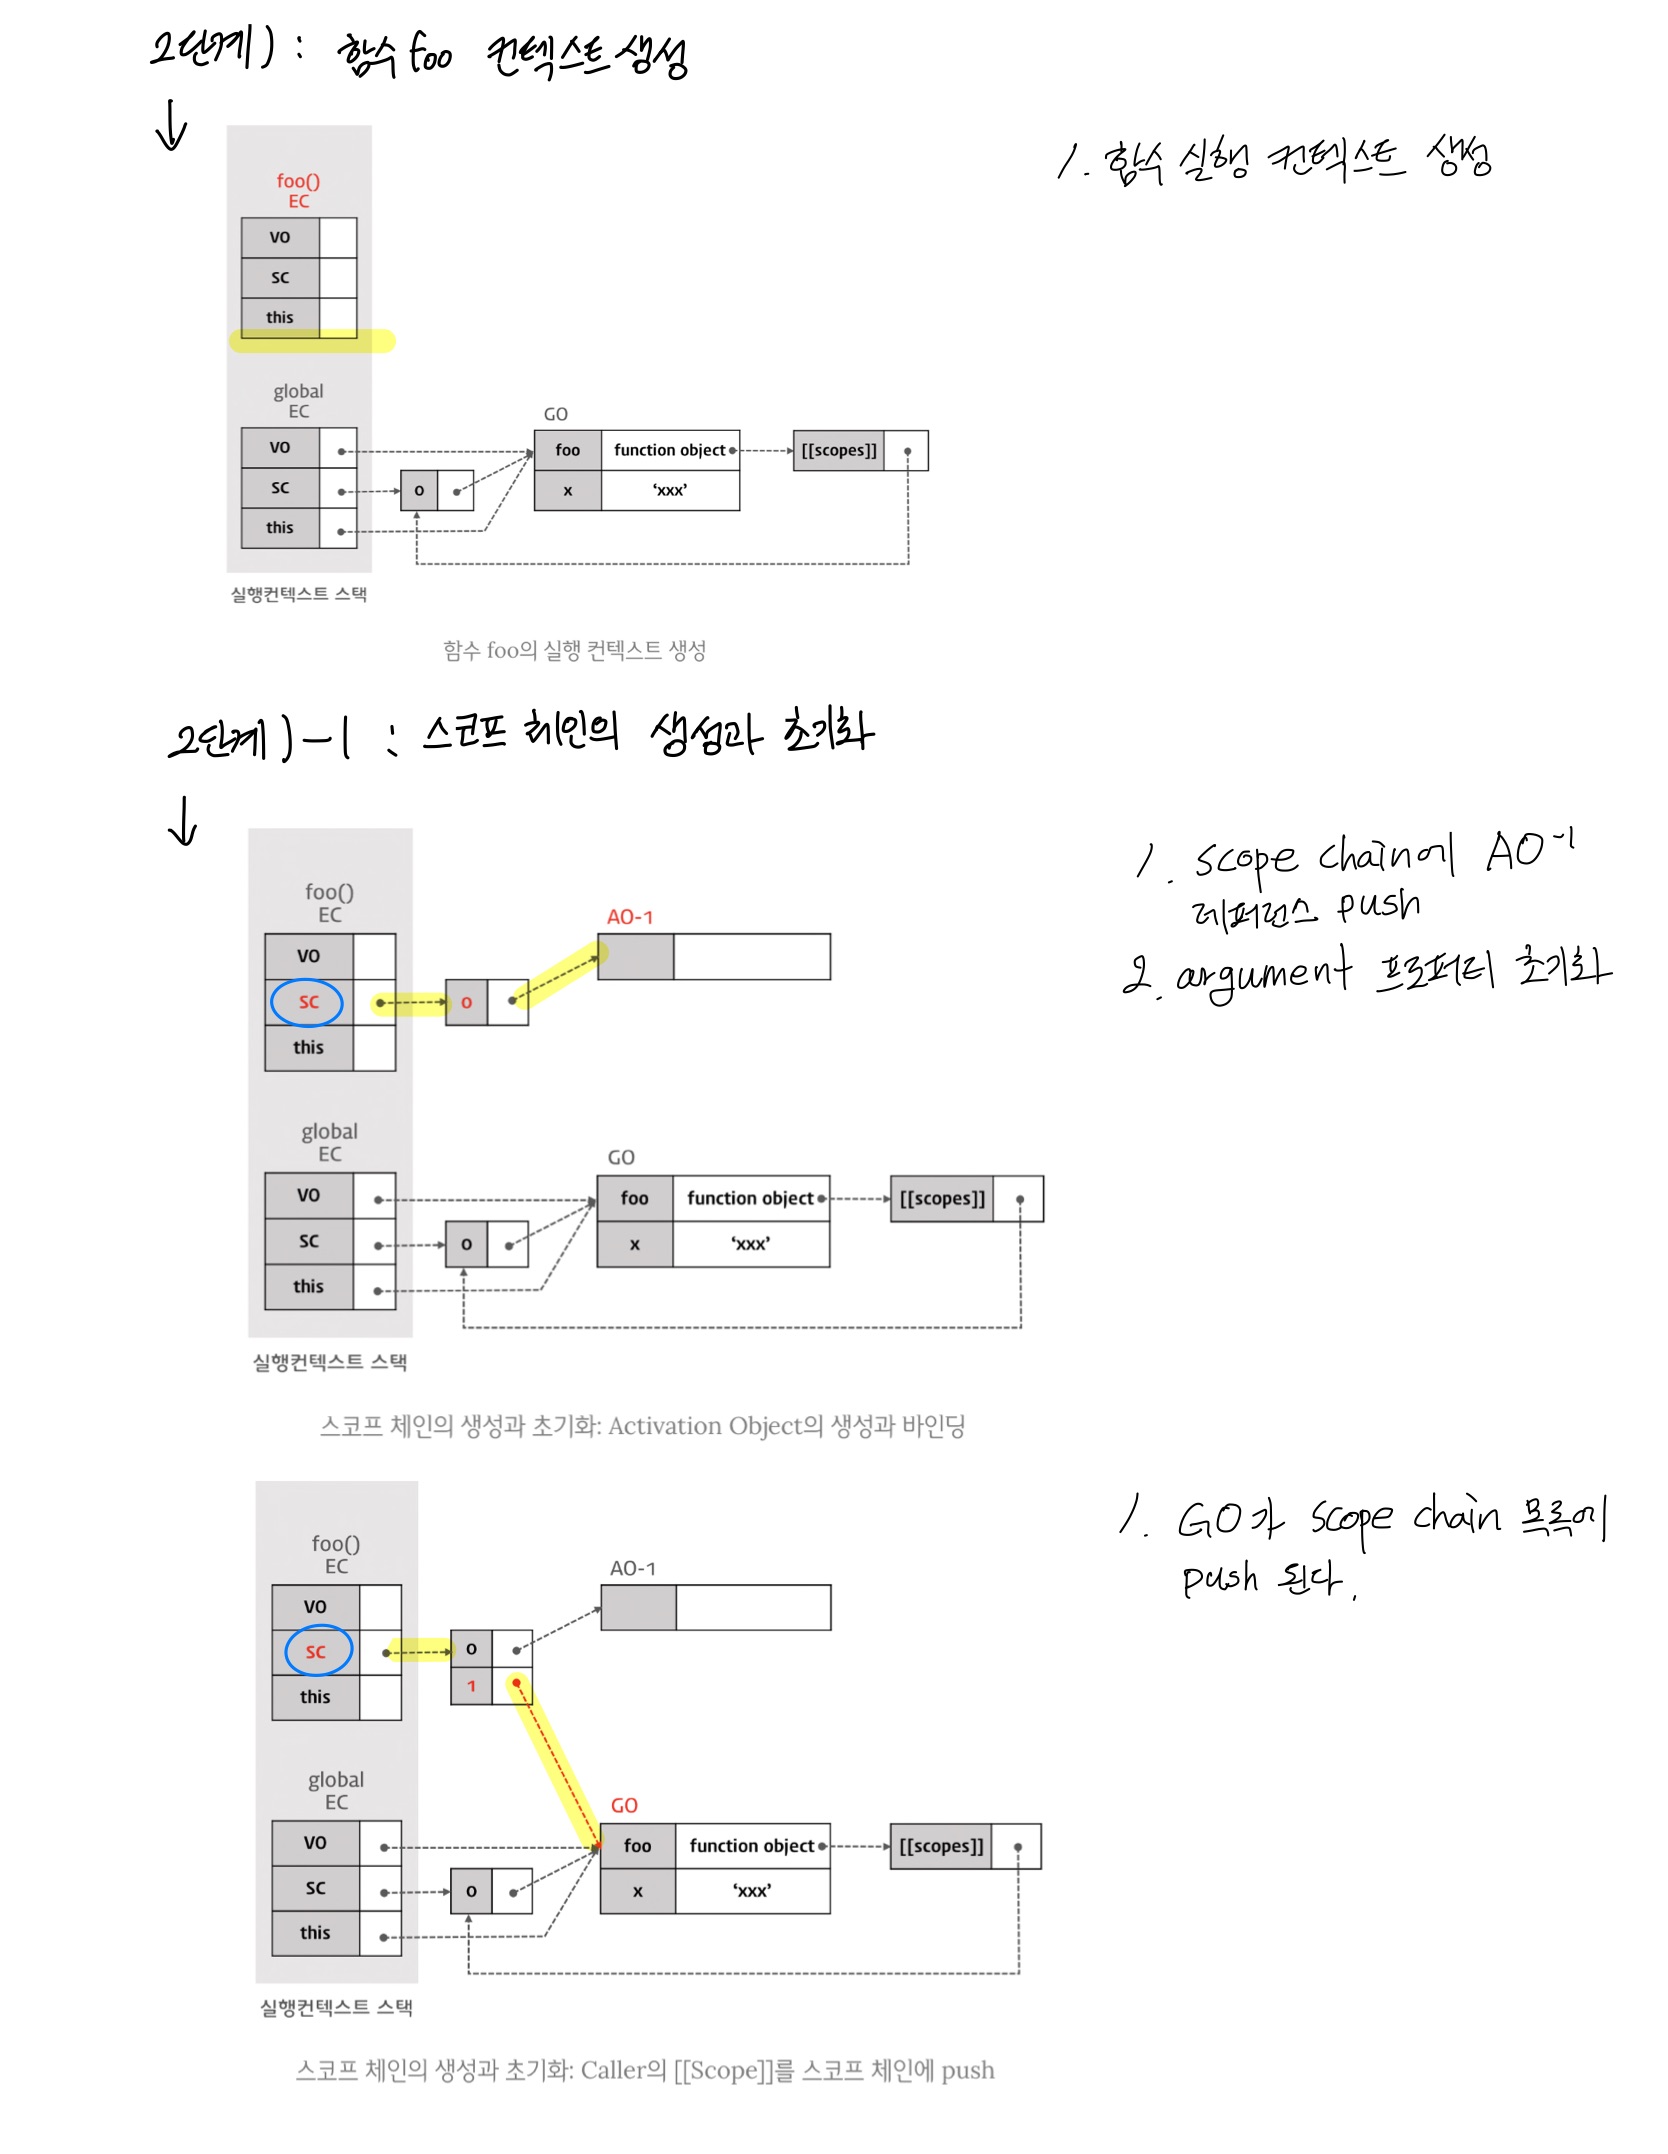 2단계) : 함수 foo 컨텍스트 생성
1. 함수 실행 컨텍스트 생성
foo()
EC
VO
SC
this
global
EC
VO
SC
this
0
GO
foo function object
x ‘xxx’
[[scopes]]
실행컨텍스트 스택
함수 foo의 실행 컨텍스트 생성
2단계)-1 : 스코프 체인의 생성과 초기화
1. scope chain에 AO-1
레퍼런스 push
2. argument 프로퍼티 초기화
foo()
EC
VO
SC
this
0
AO-1
global
EC
VO
SC
this
0
GO
foo function object
x ‘xxx’
[[scopes]]
실행컨텍스트 스택
스코프 체인의 생성과 초기화: Activation Object의 생성과 바인딩
1. GO가 scope chain 목록에
push 된다.
foo()
EC
VO
SC
this
0
1
AO-1
global
EC
VO
SC
this
0
GO
foo function object
x ‘xxx’
[[scopes]]
실행컨텍스트 스택
스코프 체인의 생성과 초기화: Caller의 [[Scope]]를 스코프 체인에 push